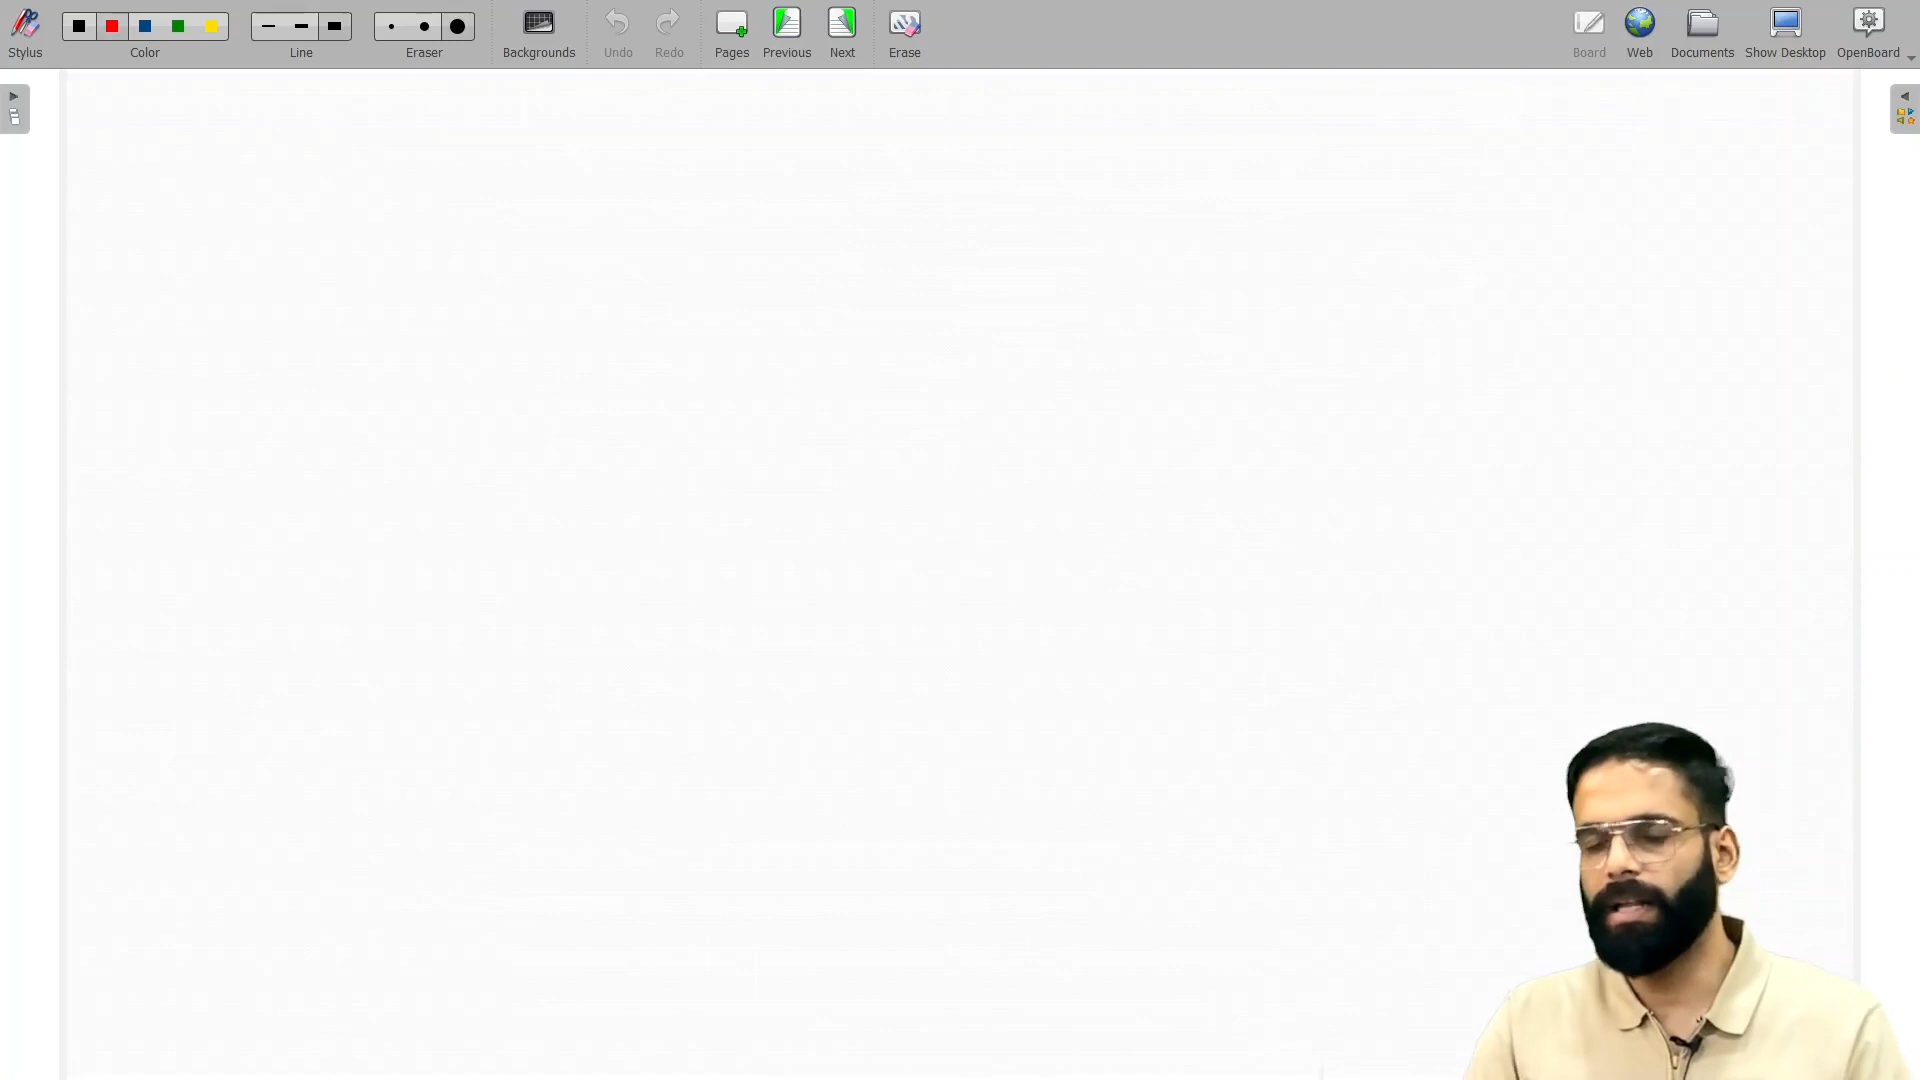 Stylus
Color
Line
Eraser
Backgrounds
Undo
Redo
Pages
Previous
Next
Erase
Board
Web
Documents
Show Desktop
OpenBoard